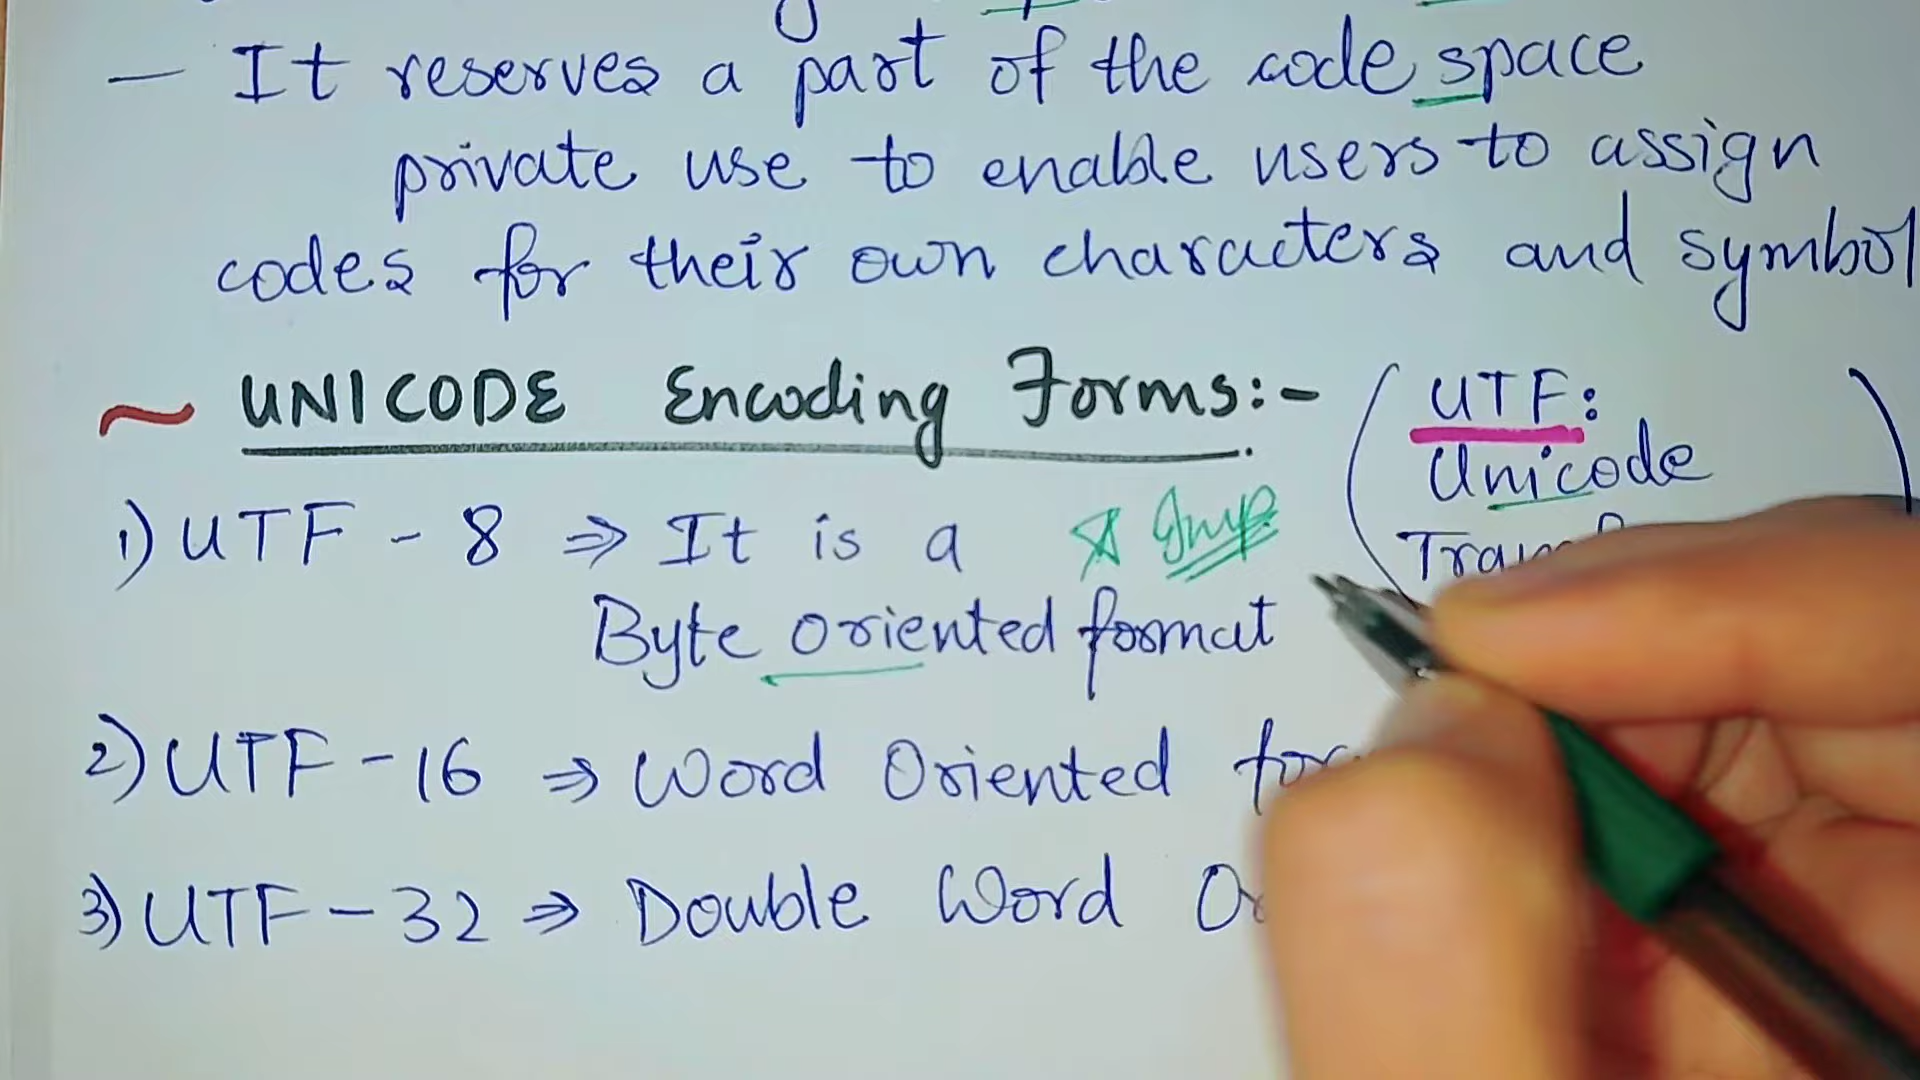 — It reserves a part of the code space
private use to enable users to assign
codes for their own characters and symbol
~ UNICODE Encoding Forms:-
(UTF:
Unicode
1) UTF - 8 ⇒ It is a
☆ Imp
Byte oriented format
2) UTF - 16 ⇒ Word Oriented
3) UTF - 32 ⇒ Double Word